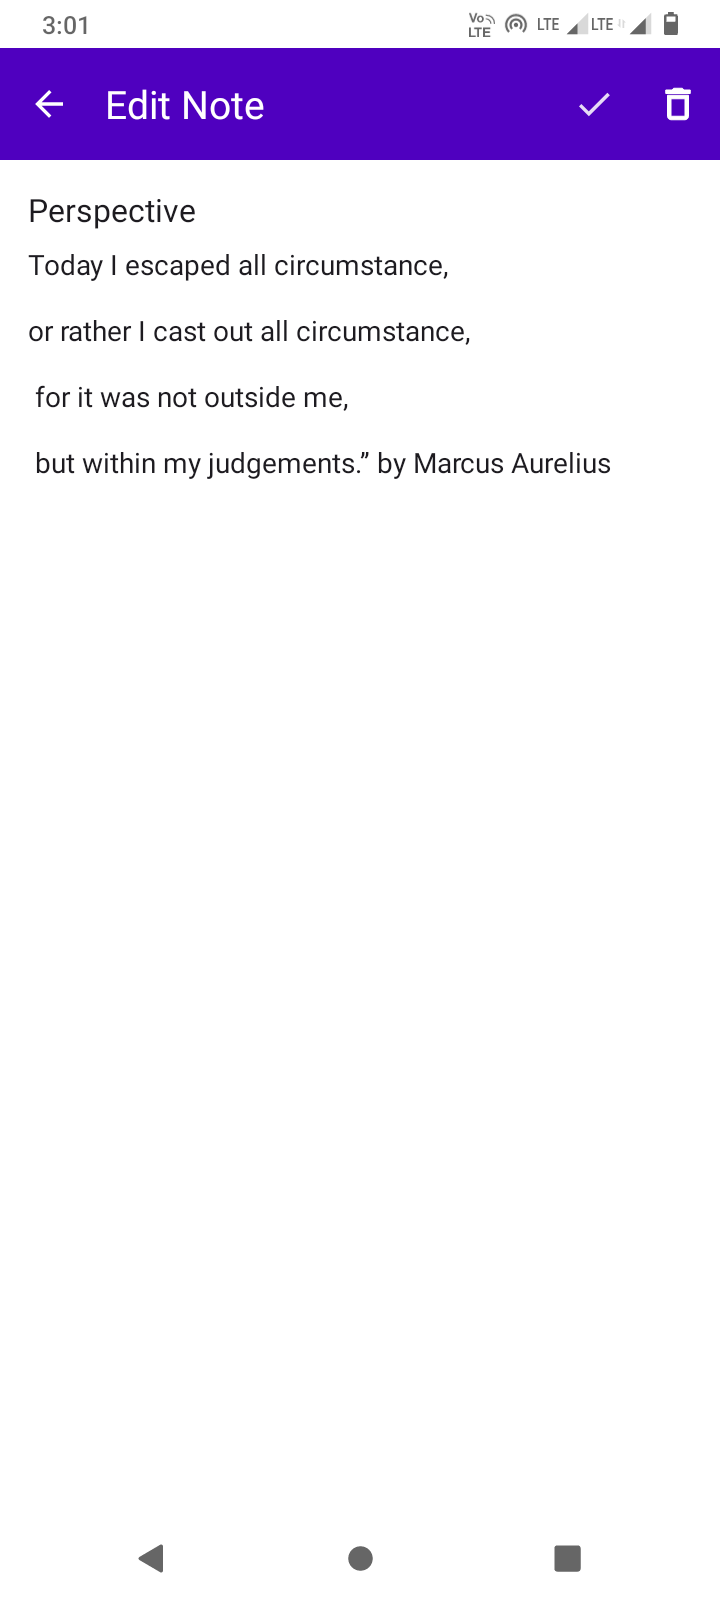 3:01
Vo LTE LTE LTE
Edit Note
Perspective
Today I escaped all circumstance,
or rather I cast out all circumstance,
for it was not outside me,
but within my judgements.” by Marcus Aurelius